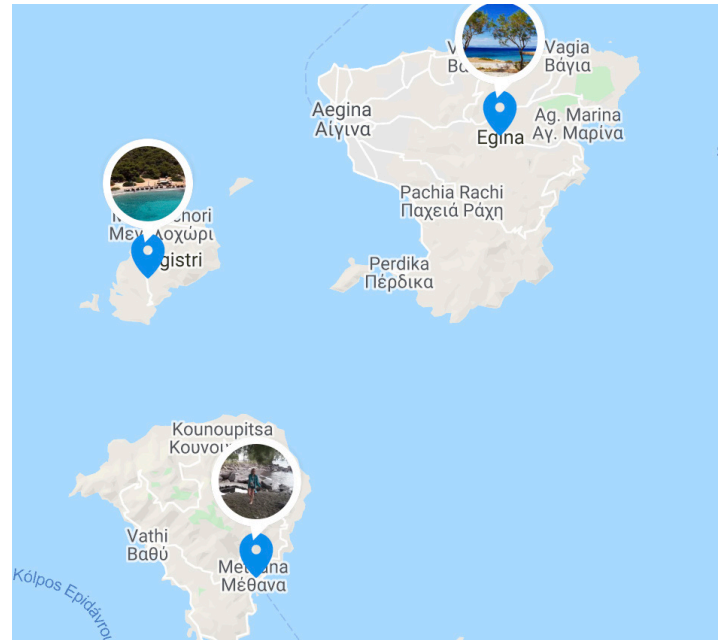 Vagia
Βάγια
Aegina
Αίγινα
Ag. Marina
Αγ. Μαρίνα
Egina
Pachia Rachi
Παχειά Ράχη
Perdika
Πέρδικα
Kounoupitsa
Vathi
Βαθύ
Μέθανα
Kólpos